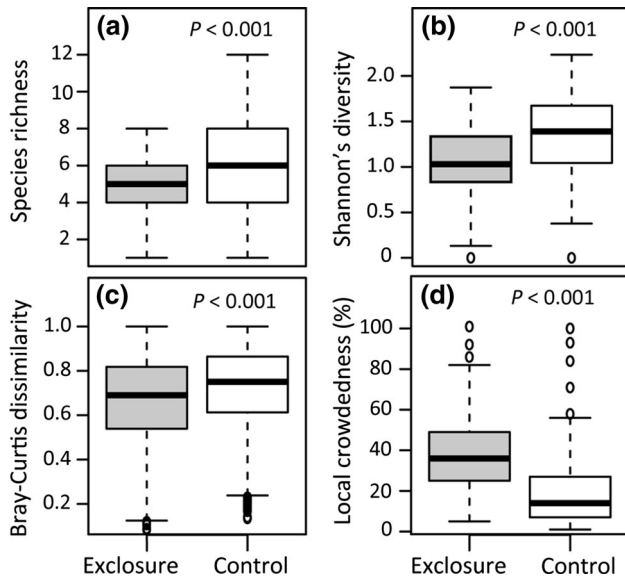 (a)
P < 0.001
Species richness
12
10
8
6
4
2
(b)
P < 0.001
Shannon's diversity
2.0
1.5
1.0
0.5
0
(c)
P < 0.001
Bray-Curtis dissimilarity
1.0
0.8
0.6
0.4
0.2
Exclosure
Control
(d)
P < 0.001
Local crowdedness (%)
100
80
60
40
20
0
Exclosure
Control